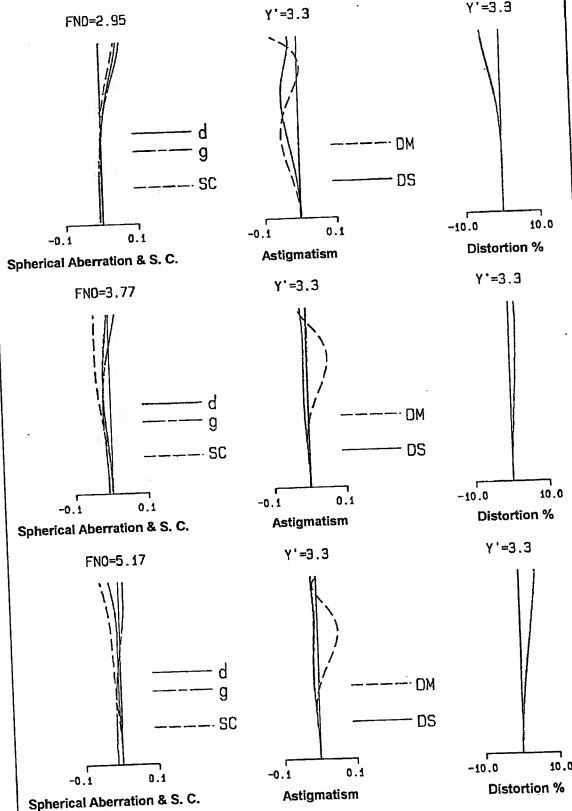 FNO=2.95
Y'=3.3
Y'=3.3
d
g
SC
DM
DS
-0.1 0.1
-0.1 0.1
-10.0 10.0
Spherical Aberration & S. C.
Astigmatism
Distortion %
FNO=3.77
Y'=3.3
Y'=3.3
d
g
SC
DM
DS
-0.1 0.1
-0.1 0.1
-10.0 10.0
Spherical Aberration & S. C.
Astigmatism
Distortion %
FNO=5.17
Y'=3.3
Y'=3.3
d
g
SC
DM
DS
-0.1 0.1
-0.1 0.1
-10.0 10.0
Spherical Aberration & S. C.
Astigmatism
Distortion %